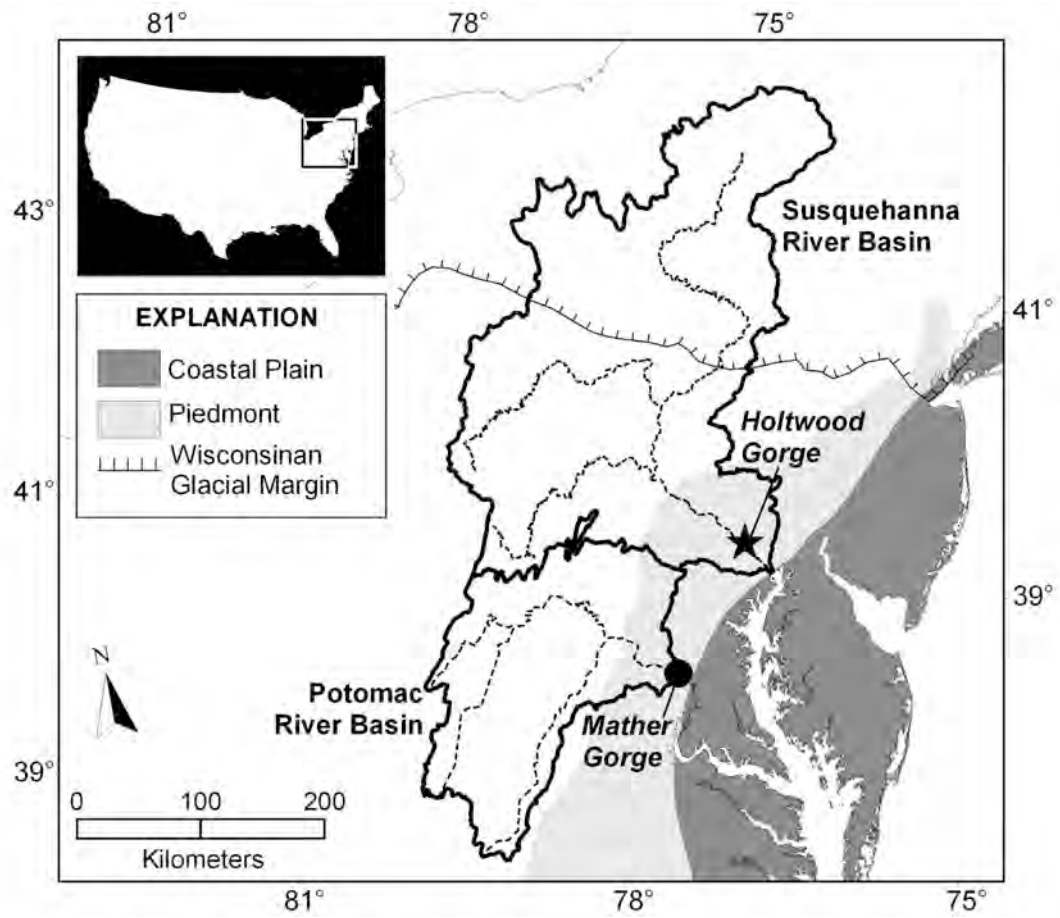 81°
78°
75°
43°
Susquehanna
River Basin
EXPLANATION
Coastal Plain
Piedmont
Wisconsinan
Glacial Margin
41°
Holtwood
Gorge
41°
39°
N
Potomac
River Basin
Mather
Gorge
39°
0 100 200
Kilometers
81°
78°
75°